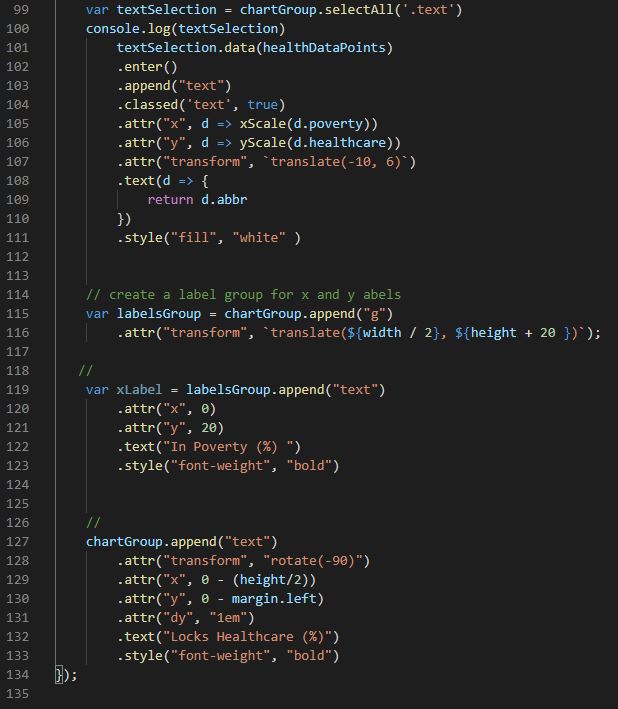 99 var textSelection = chartGroup.selectAll('.text')
100 console.log(textSelection)
101 textSelection.data(healthDataPoints)
102 .enter()
103 .append("text")
104 .classed('text', true)
105 .attr("x", d => xScale(d.poverty))
106 .attr("y", d => yScale(d.healthcare))
107 .attr("transform", `translate(-10, 6)`)
108 .text(d => {
109 return d.abbr
110 })
111 .style("fill", "white" )
112
113
114 // create a label group for x and y abels
115 var labelsGroup = chartGroup.append("g")
116 .attr("transform", `translate(${width / 2}, ${height + 20 })`);
117
118 //
119 var xLabel = labelsGroup.append("text")
120 .attr("x", 0)
121 .attr("y", 20)
122 .text("In Poverty (%) ")
123 .style("font-weight", "bold")
124
125
126 //
127 chartGroup.append("text")
128 .attr("transform", "rotate(-90)")
129 .attr("x", 0 - (height/2))
130 .attr("y", 0 - margin.left)
131 .attr("dy", "1em")
132 .text("Locks Healthcare (%)")
133 .style("font-weight", "bold")
134 });
135